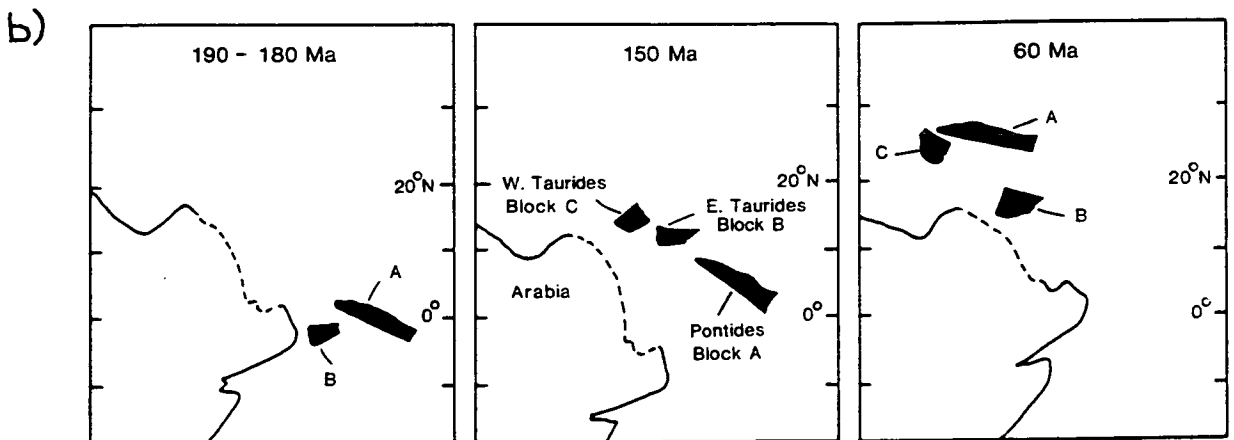 b)
190 - 180 Ma
20°N
A
0°
B
150 Ma
W. Taurides
Block C
20°N
E. Taurides
Block B
Arabia
0°
Pontides
Block A
60 Ma
A
C
20°N
B
0°